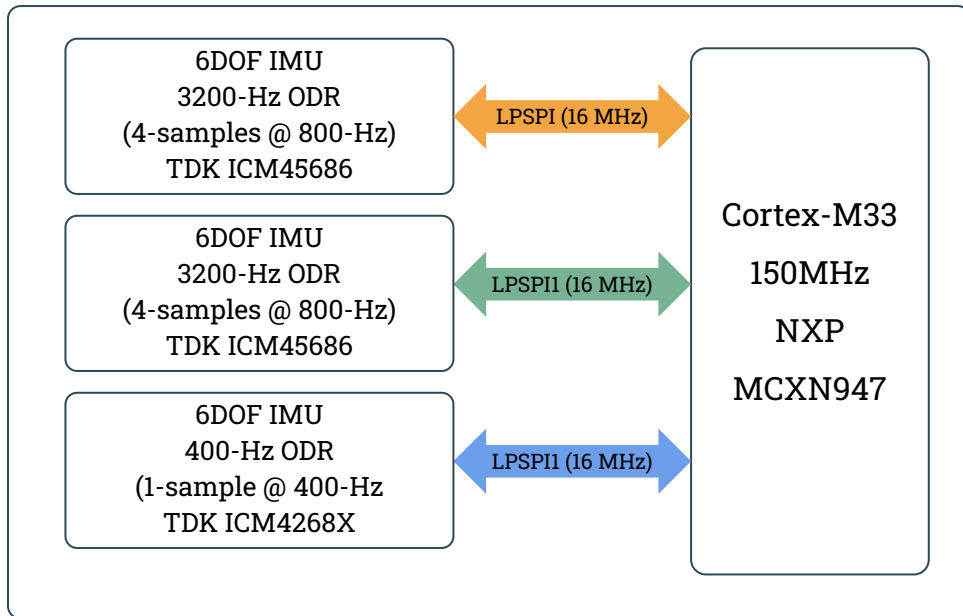 6DOF IMU
3200-Hz ODR
(4-samples @ 800-Hz)
TDK ICM45686
LPSPI (16 MHz)
6DOF IMU
3200-Hz ODR
(4-samples @ 800-Hz)
TDK ICM45686
LPSPI1 (16 MHz)
6DOF IMU
400-Hz ODR
(1-sample @ 400-Hz
TDK ICM4268X
LPSPI1 (16 MHz)
Cortex-M33
150MHz
NXP
MCXN947